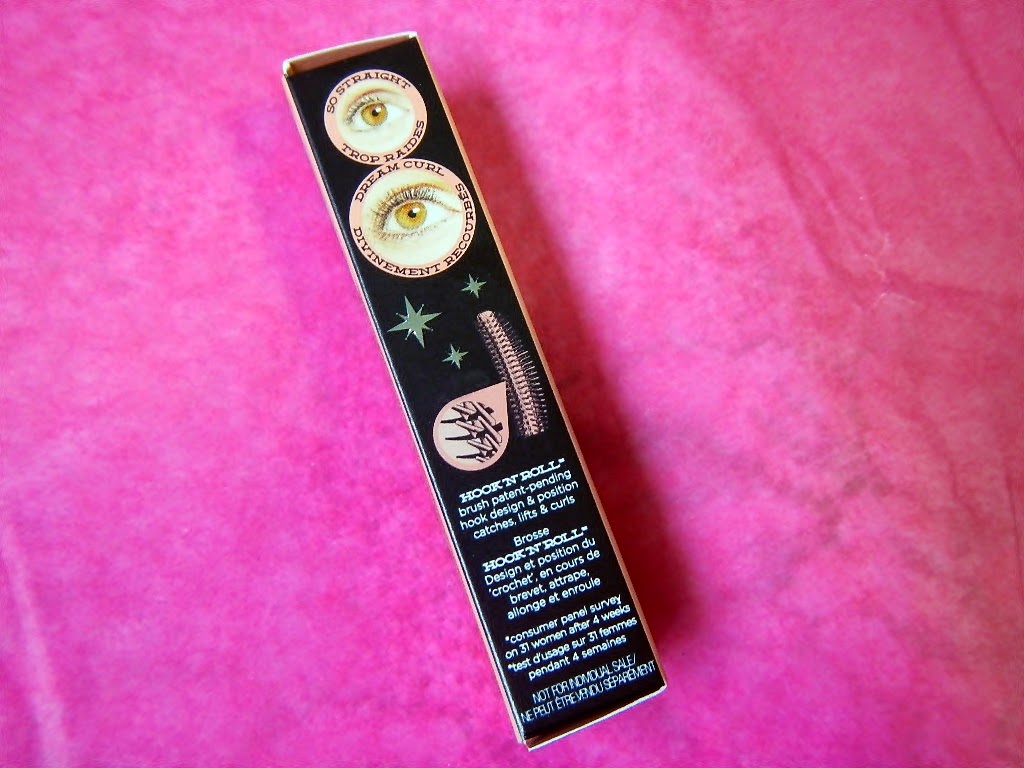 SO STRAIGHT
TROP RAIDES
DREAM CURL
DIVINEMENT RECOURBÉS
HOOK'N'ROLL™
brush patent-pending
hook design & position
catches, lifts & curls
Brosse
HOOK'N'ROLL™
Design et position du
'crochet', en cours de
brevet, attrape,
allonge et enroule
*consumer panel survey
on 31 women after 4 weeks
*test d'usage sur 31 femmes
pendant 4 semaines
NOT FOR INDIVIDUAL SALE/
NE PEUT ÊTRE VENDU SÉPARÉMENT